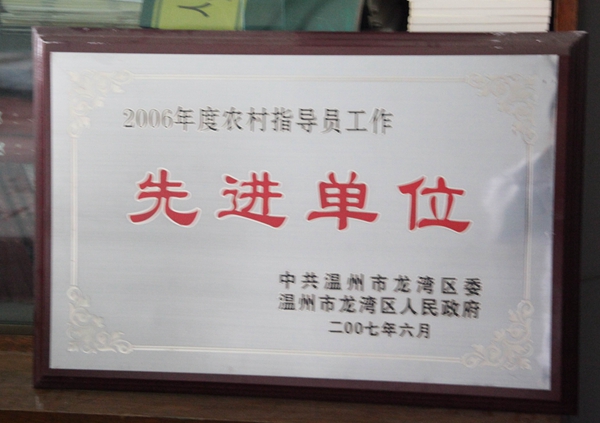 2006年度农村指导员工作
先进单位
中共温州市龙湾区委
温州市龙湾区人民政府
二00七年六月